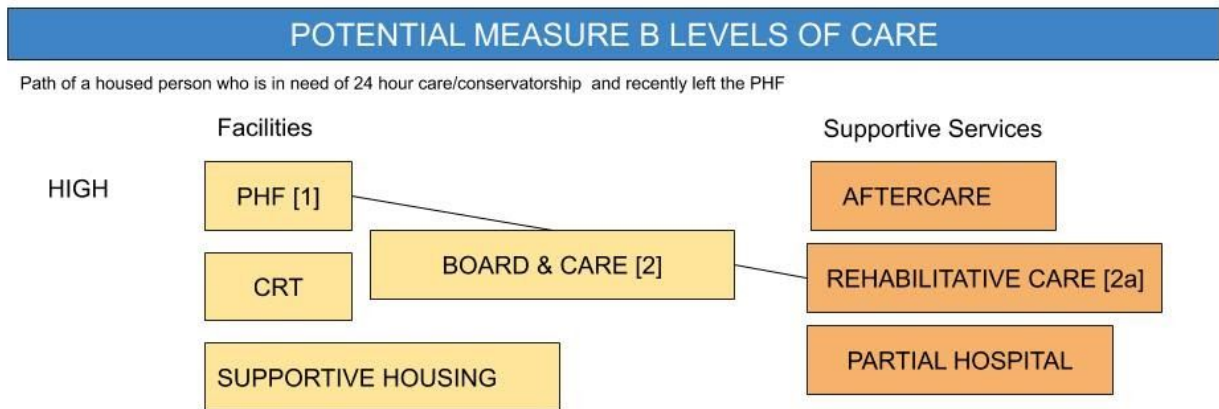 POTENTIAL MEASURE B LEVELS OF CARE
Path of a housed person who is in need of 24 hour care/conservatorship and recently left the PHF
Facilities
Supportive Services
HIGH
PHF [1]
AFTERCARE
BOARD & CARE [2]
REHABILITATIVE CARE [2a]
CRT
PARTIAL HOSPITAL
SUPPORTIVE HOUSING